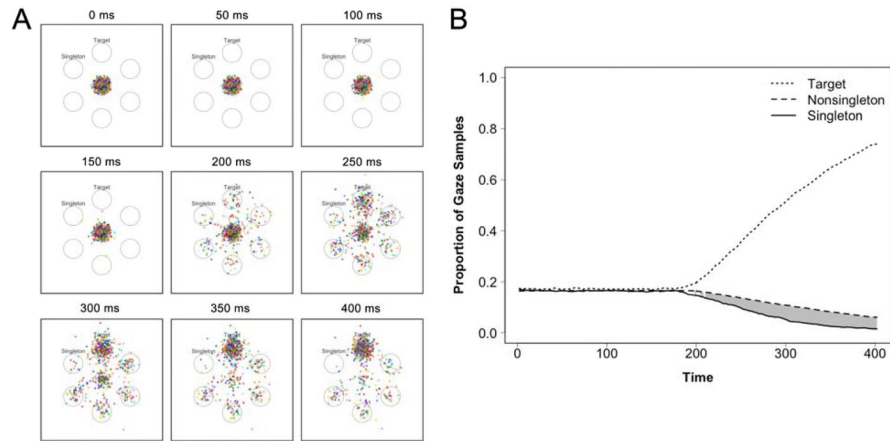 A
0 ms
50 ms
100 ms
Target
Singleton
Target
Singleton
Target
Singleton
150 ms
200 ms
250 ms
Target
Singleton
Target
Singleton
Target
Singleton
300 ms
350 ms
400 ms
Target
Singleton
Target
Singleton
Target
Singleton
B
Target
Nonsingleton
Singleton
Proportion of Gaze Samples
1.0
0.8
0.6
0.4
0.2
0.0
0
100
200
300
400
Time